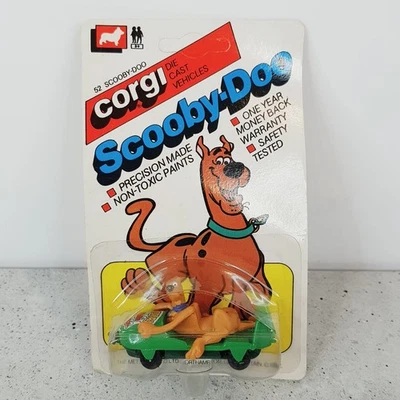 3+
52 SCOOBY-DOO
corgi
DIE
CAST
VEHICLES
Scooby-Doo
PRECISION MADE
NON-TOXIC PAINTS
ONE YEAR
MONEY BACK
WARRANTY
SAFETY
TESTED